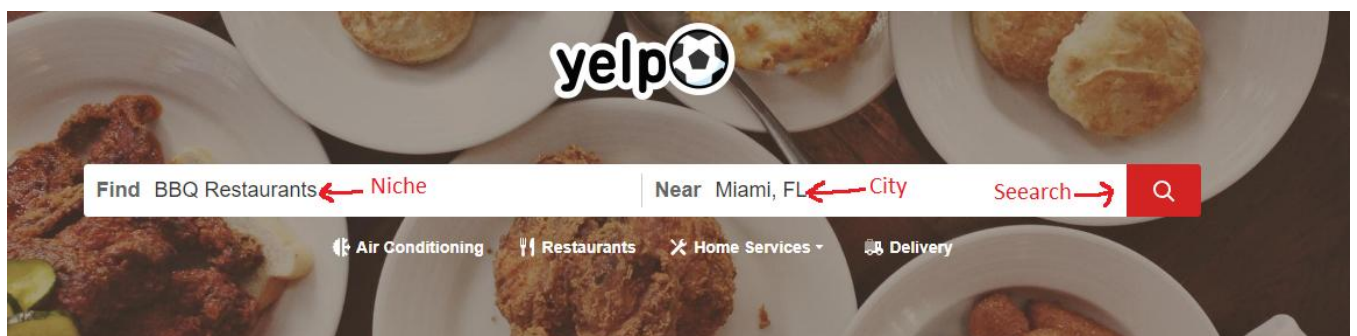 yelp
Find BBQ Restaurants Niche Near Miami, FL City Seearch
Air Conditioning Restaurants Home Services Delivery